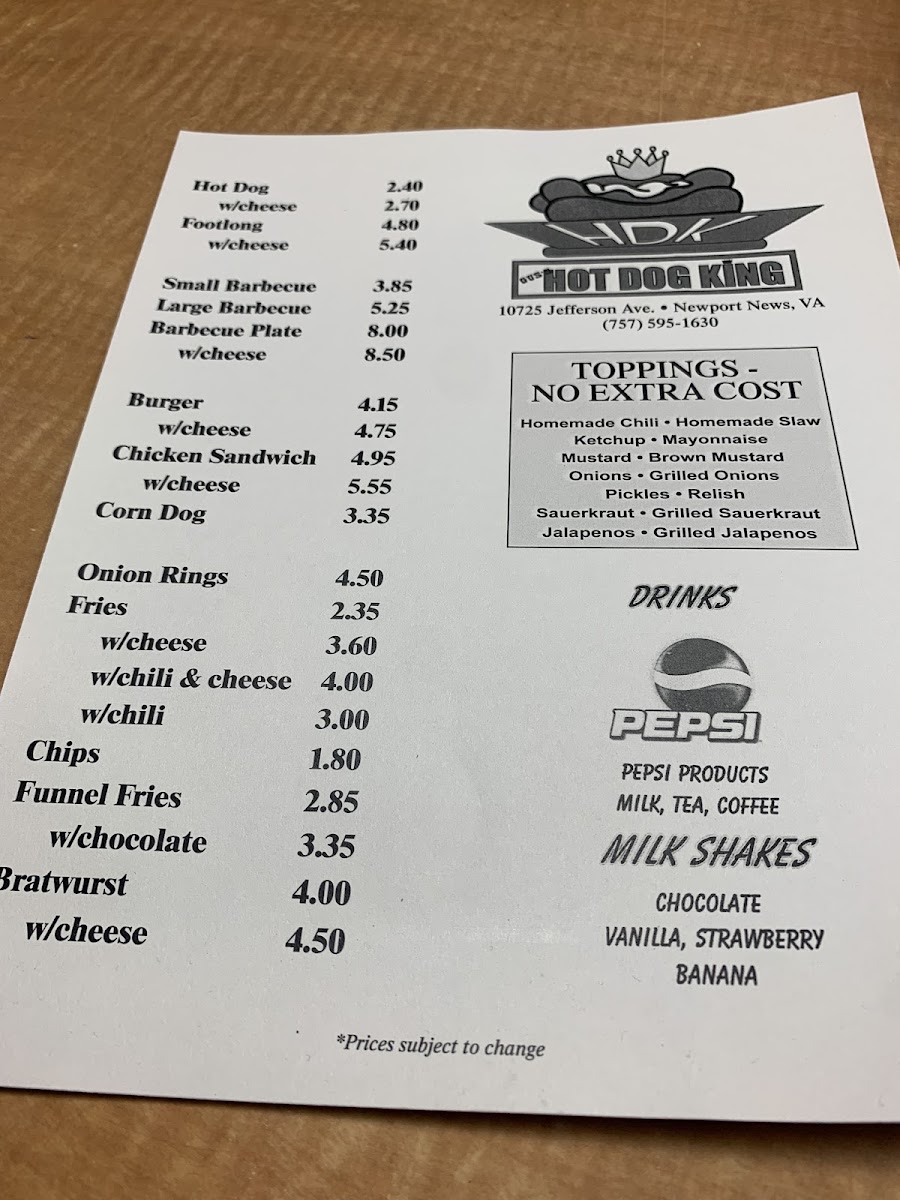 Hot Dog 2.40
w/cheese 2.70
Footlong 4.80
w/cheese 5.40
Small Barbecue 3.85
Large Barbecue 5.25
Barbecue Plate 8.00
w/cheese 8.50
Burger 4.15
w/cheese 4.75
Chicken Sandwich 4.95
w/cheese 5.55
Corn Dog 3.35
Onion Rings 4.50
Fries 2.35
w/cheese 3.60
w/chili & cheese 4.00
w/chili 3.00
Chips 1.80
Funnel Fries 2.85
w/chocolate 3.35
Bratwurst 4.00
w/cheese 4.50
HDK
GUS'S HOT DOG KING
10725 Jefferson Ave. • Newport News, VA
(757) 595-1630
TOPPINGS -
NO EXTRA COST
Homemade Chili • Homemade Slaw
Ketchup • Mayonnaise
Mustard • Brown Mustard
Onions • Grilled Onions
Pickles • Relish
Sauerkraut • Grilled Sauerkraut
Jalapenos • Grilled Jalapenos
DRINKS
PEPSI
PEPSI PRODUCTS
MILK, TEA, COFFEE
MILK SHAKES
CHOCOLATE
VANILLA, STRAWBERRY
BANANA
*Prices subject to change